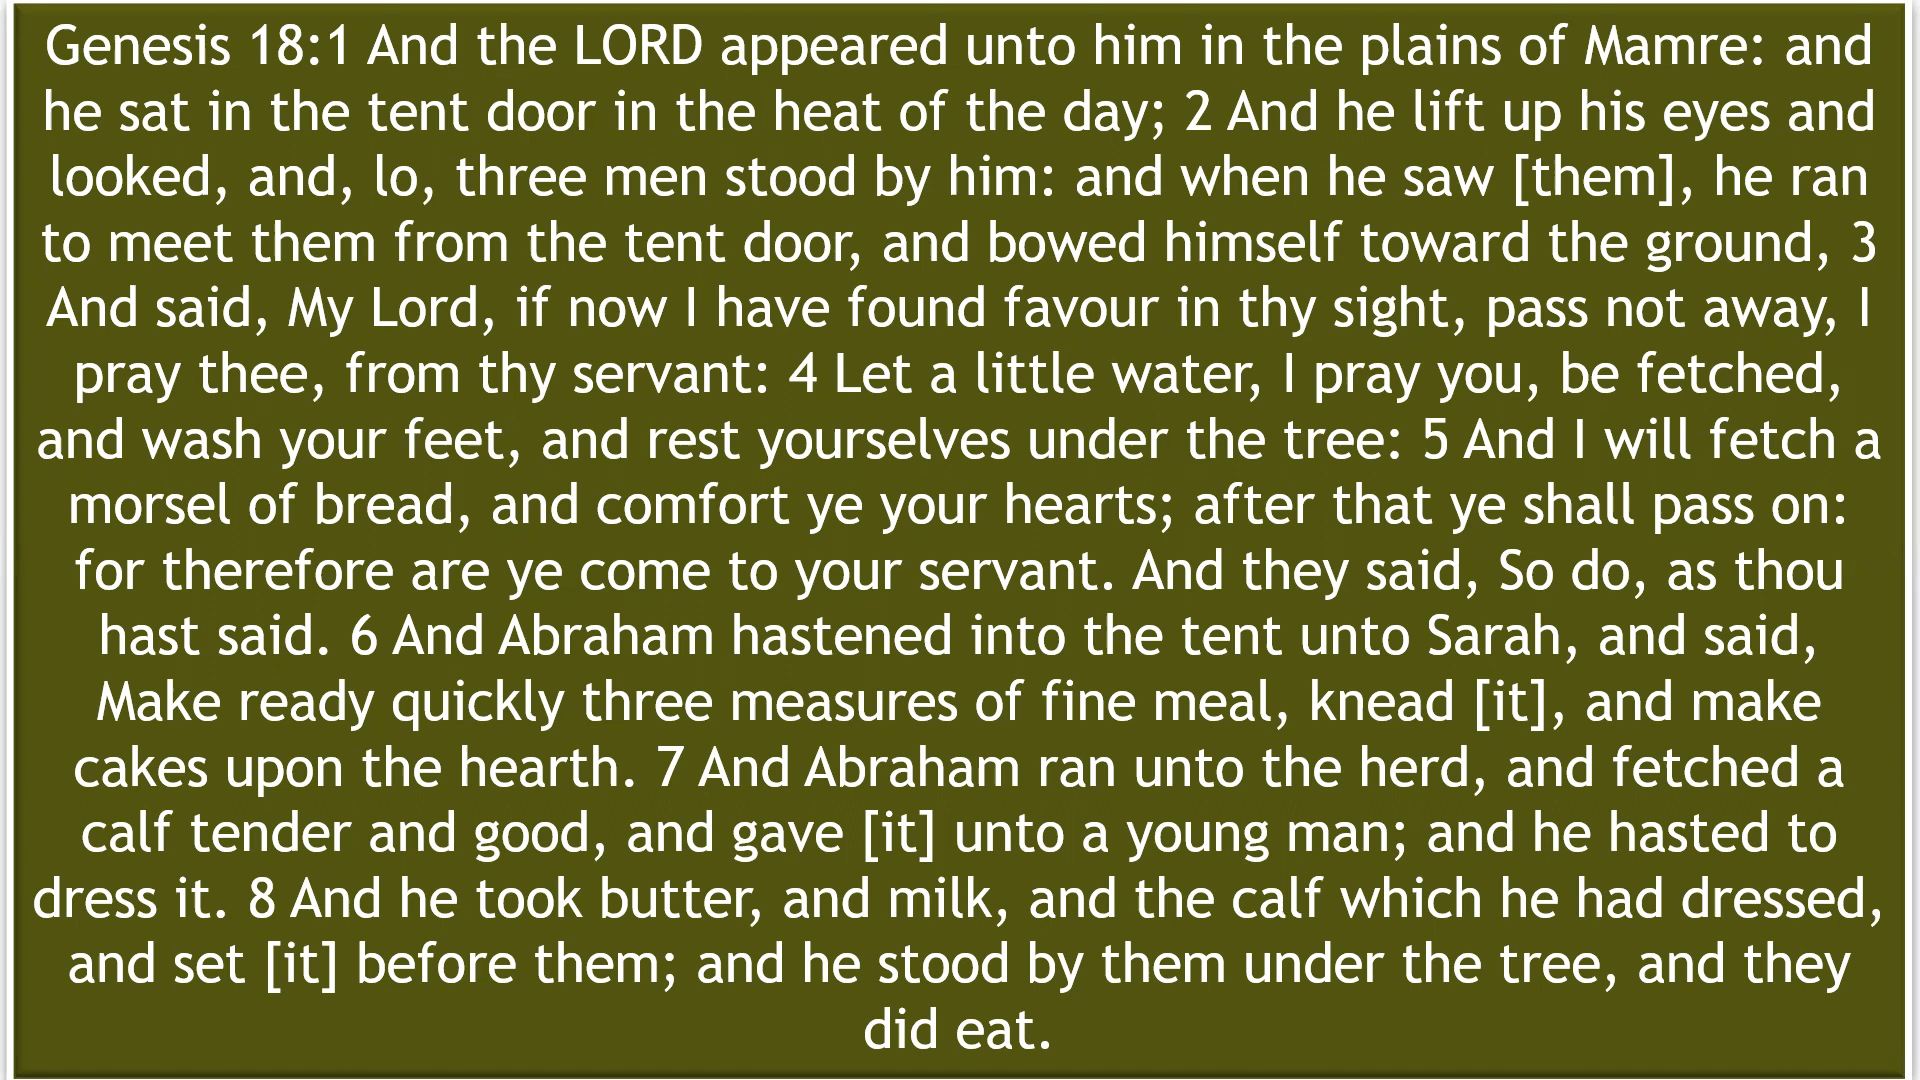 Genesis 18:1 And the LORD appeared unto him in the plains of Mamre: and
he sat in the tent door in the heat of the day; 2 And he lift up his eyes and
looked, and, lo, three men stood by him: and when he saw [them], he ran
to meet them from the tent door, and bowed himself toward the ground, 3
And said, My Lord, if now I have found favour in thy sight, pass not away, I
pray thee, from thy servant: 4 Let a little water, I pray you, be fetched,
and wash your feet, and rest yourselves under the tree: 5 And I will fetch a
morsel of bread, and comfort ye your hearts; after that ye shall pass on:
for therefore are ye come to your servant. And they said, So do, as thou
hast said. 6 And Abraham hastened into the tent unto Sarah, and said,
Make ready quickly three measures of fine meal, knead [it], and make
cakes upon the hearth. 7 And Abraham ran unto the herd, and fetched a
calf tender and good, and gave [it] unto a young man; and he hasted to
dress it. 8 And he took butter, and milk, and the calf which he had dressed,
and set [it] before them; and he stood by them under the tree, and they
did eat.